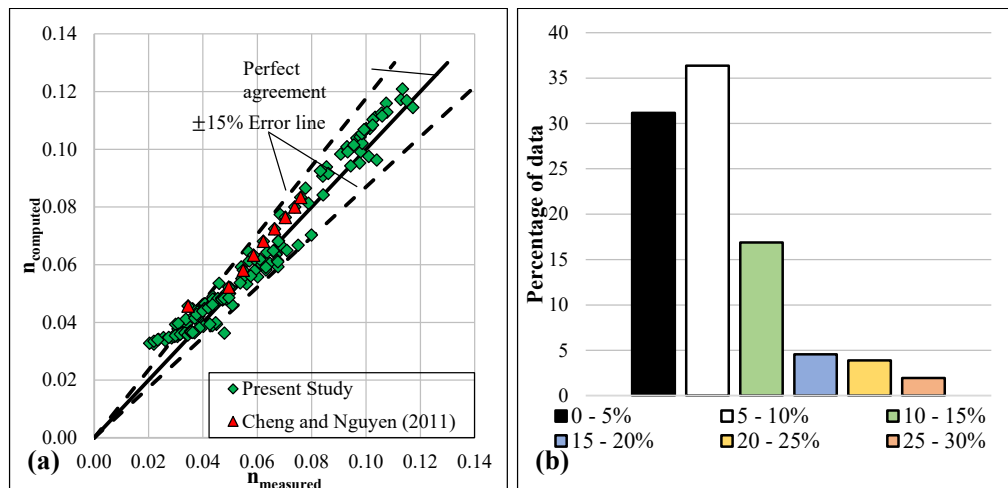 0.14
0.12
0.10
0.08
0.06
0.04
0.02
0.00
n_computed
Perfect
agreement
±15% Error line
Present Study
Cheng and Nguyen (2011)
0.00 0.02 0.04 0.06 0.08 0.10 0.12 0.14
(a)
n_measured
40
35
30
25
20
15
10
5
0
Percentage of data
0 - 5% 5 - 10% 10 - 15%
15 - 20% 20 - 25% 25 - 30%
(b)